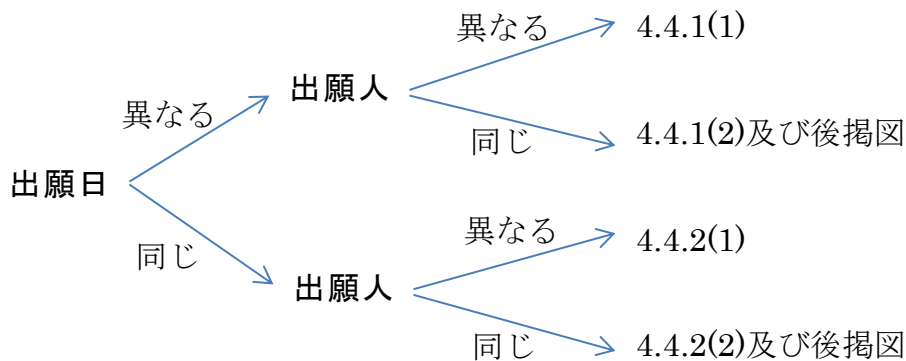 異なる
4.4.1(1)
出願人
異なる
同じ
4.4.1(2)及び後掲図
出願日
異なる
4.4.2(1)
同じ
出願人
同じ
4.4.2(2)及び後掲図